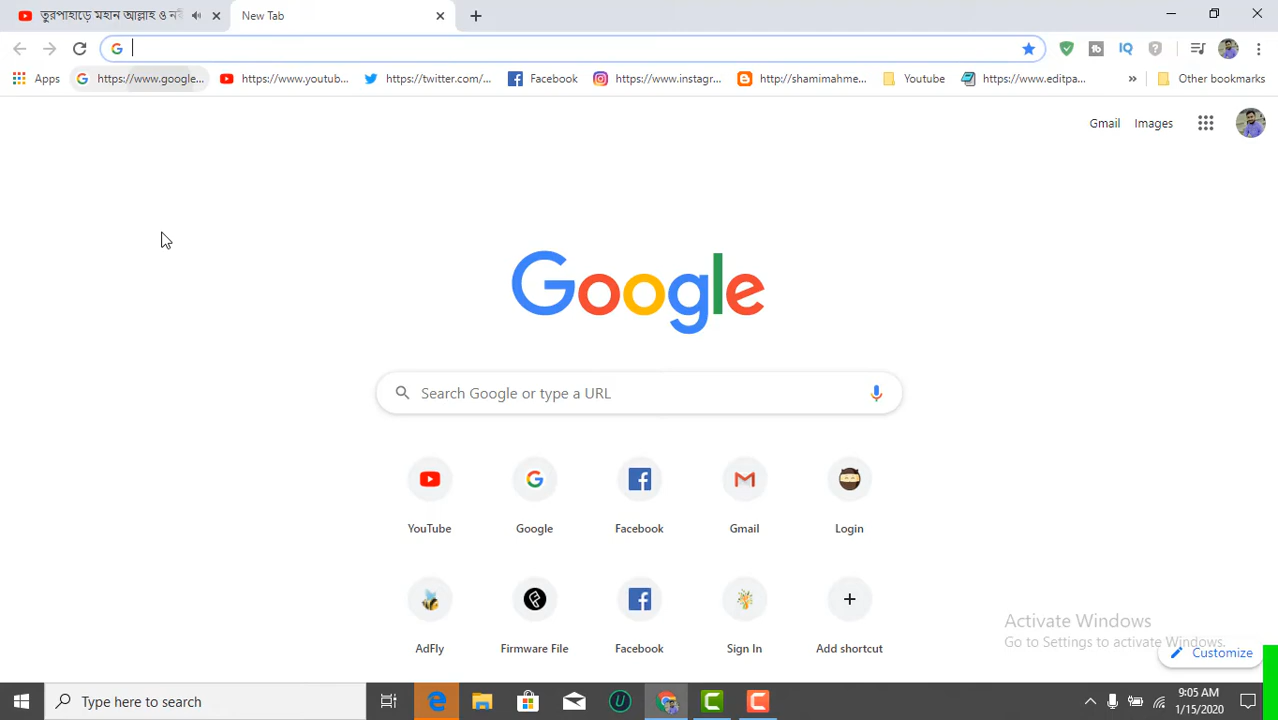 তুরপাহাড়ে মহান আল্লাহ ও নবী
New Tab
Apps
https://www.google...
https://www.youtub...
https://twitter.com/...
Facebook
https://www.instagr...
http://shamimahme...
Youtube
https://www.editpa...
Other bookmarks
Gmail
Images
Google
Search Google or type a URL
YouTube
Google
Facebook
Gmail
Login
AdFly
Firmware File
Facebook
Sign In
Add shortcut
Activate Windows
Go to Settings to activate Windows.
Customize
Type here to search
9:05 AM
1/15/2020